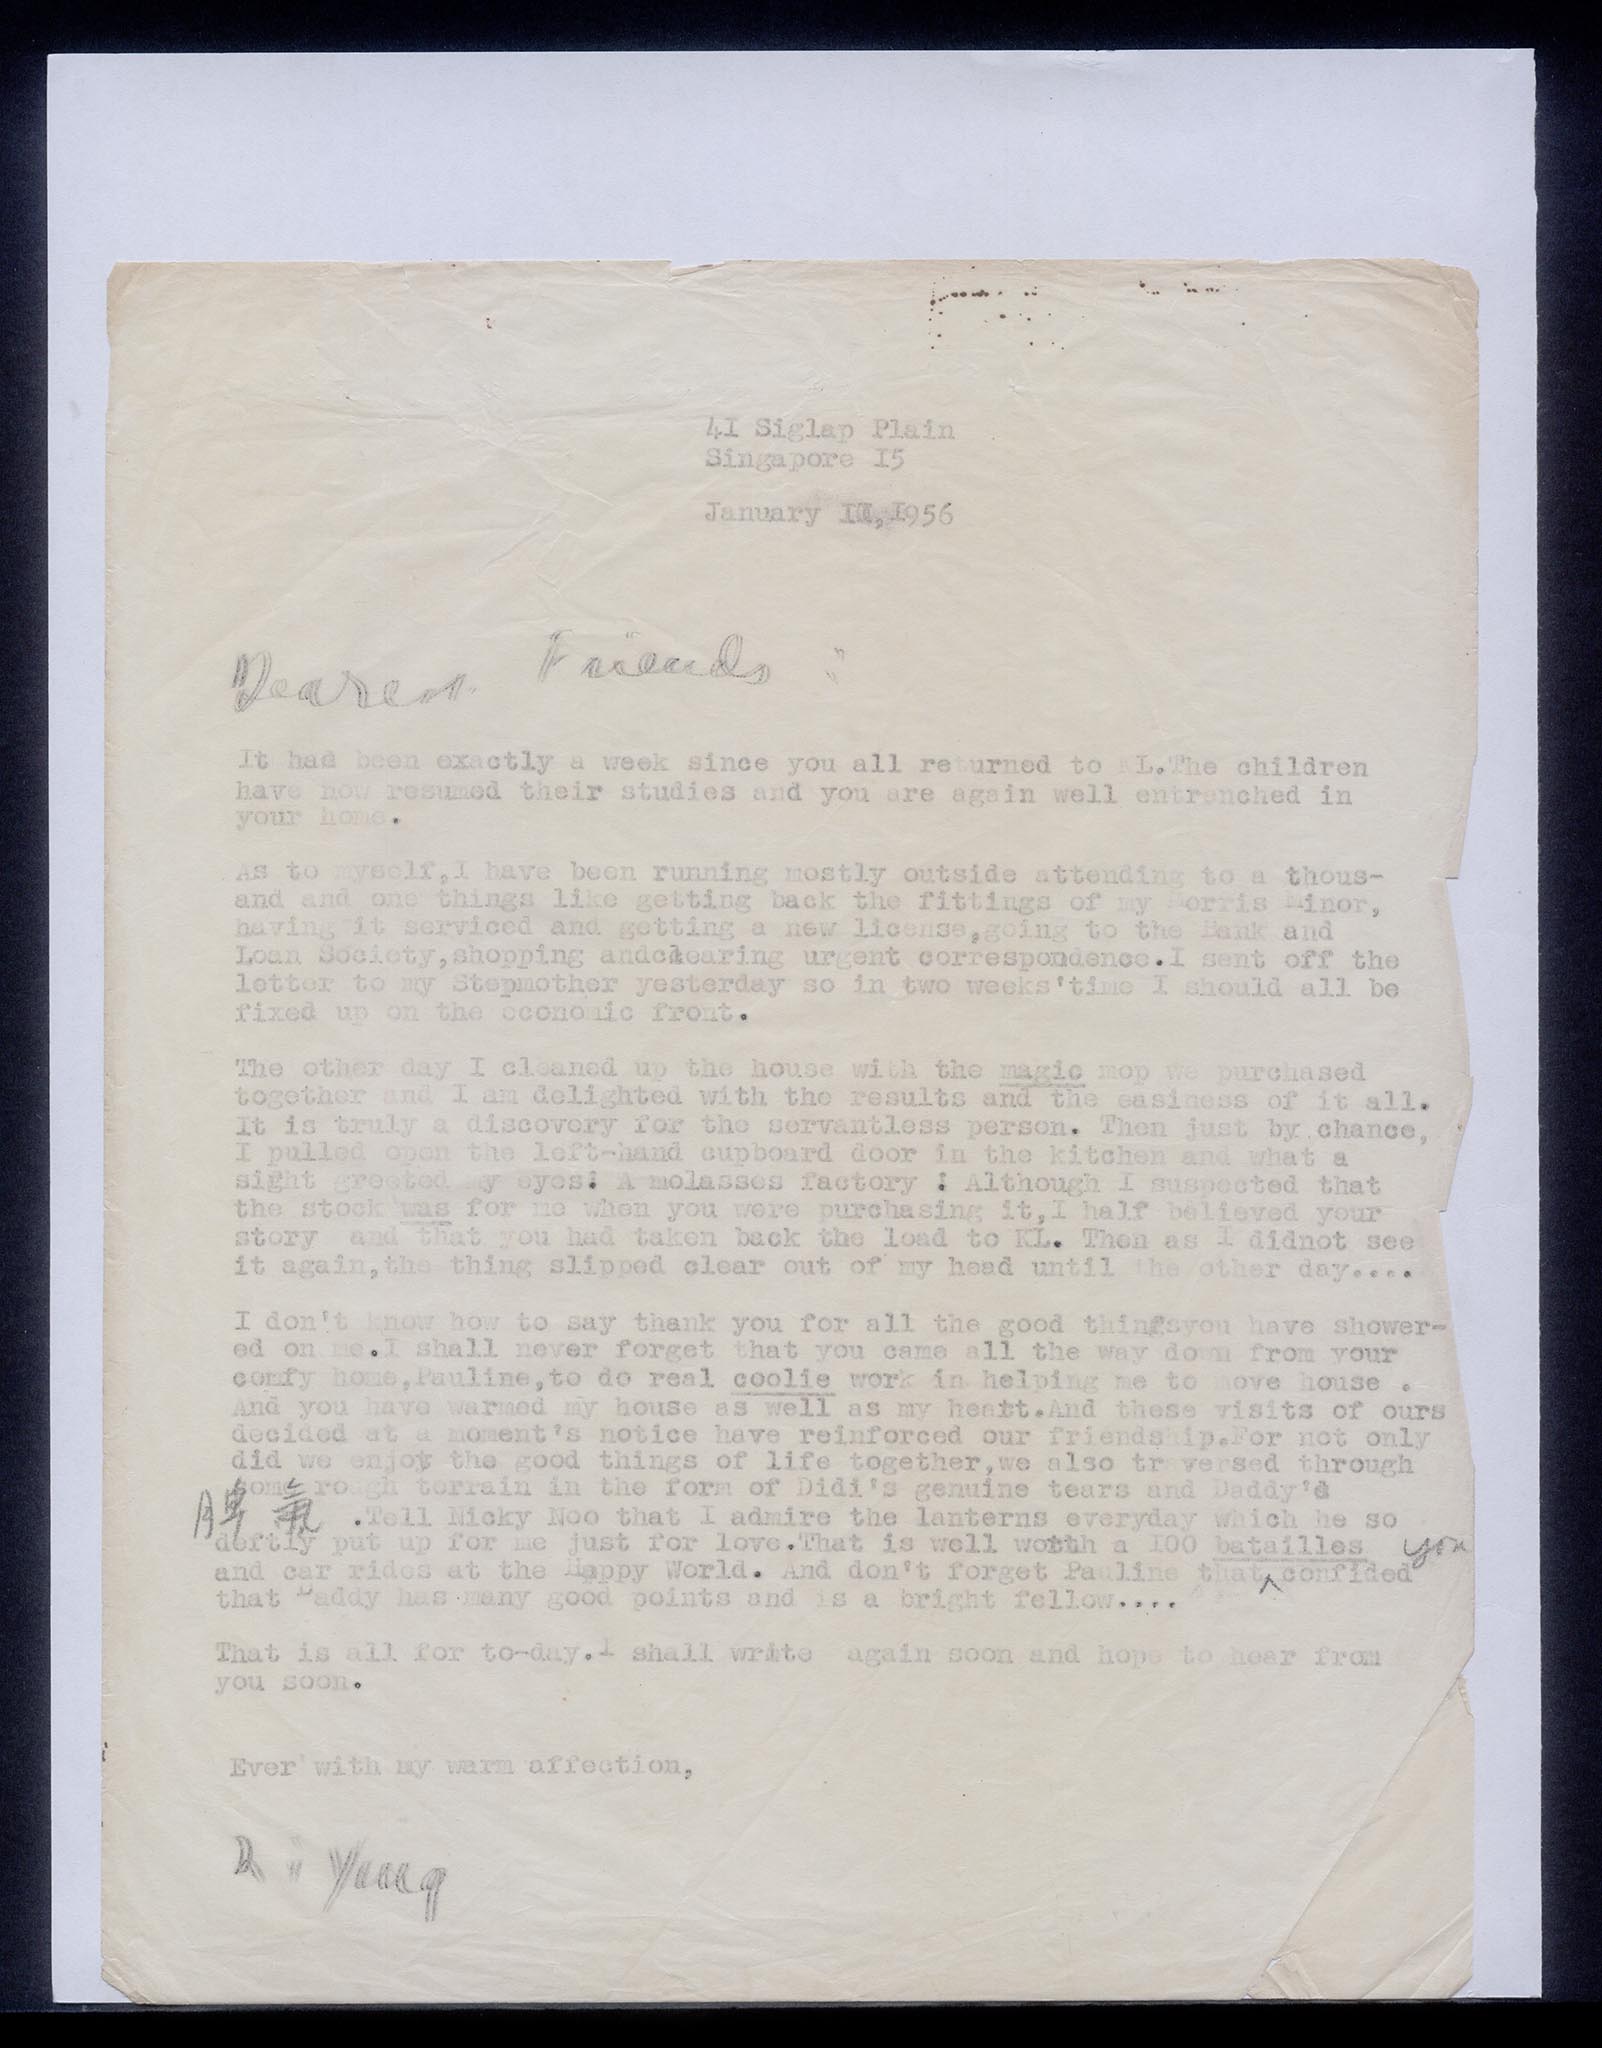 41 Siglap Plain
Singapore I5
January II, I956
Dearest Friends :
It had been exactly a week since you all returned to KL.The children
have now resumed their studies and you are again well entrenched in
your home.
As to myself,I have been running mostly outside attending to a thous-
and and one things like getting back the fittings of my Morris Minor,
having it serviced and getting a new license,going to the Bank and
Loan Society,shopping andclearing urgent correspondence.I sent off the
letter to my Stepmother yesterday so in two weeks'time I should all be
fixed up on the economic front.
The other day I cleaned up the house with the magic mop we purchased
together and I am delighted with the results and the easiness of it all.
It is truly a discovery for the servantless person. Then just by chance,
I pulled open the left-hand cupboard door in the kitchen and what a
sight greeted my eyes! A molasses factory ! Although I suspected that
the stock was for me when you were purchasing it,I half believed your
story and that you had taken back the load to KL. Then as I didnot see
it again,the thing slipped clear out of my head until the other day....
I don't know how to say thank you for all the good thingsyou have shower-
ed on me.I shall never forget that you came all the way down from your
comfy home,Pauline,to do real coolie work in helping me to move house .
And you have warmed my house as well as my heart.And these visits of ours
decided at a moment's notice have reinforced our friendship.For not only
did we enjoy the good things of life together,we also traversed through
some rough terrain in the form of Didi's genuine tears and Daddy's
脾氣 .Tell Nicky Noo that I admire the lanterns everyday which he so
deftly put up for me just for love.That is well worth a I00 batailles
and car rides at the Happy World. And don't forget Pauline that you confided
that Daddy has many good points and is a bright fellow....
That is all for to-day.I shall write again soon and hope to hear from
you soon.
Ever with my warm affection,
Young